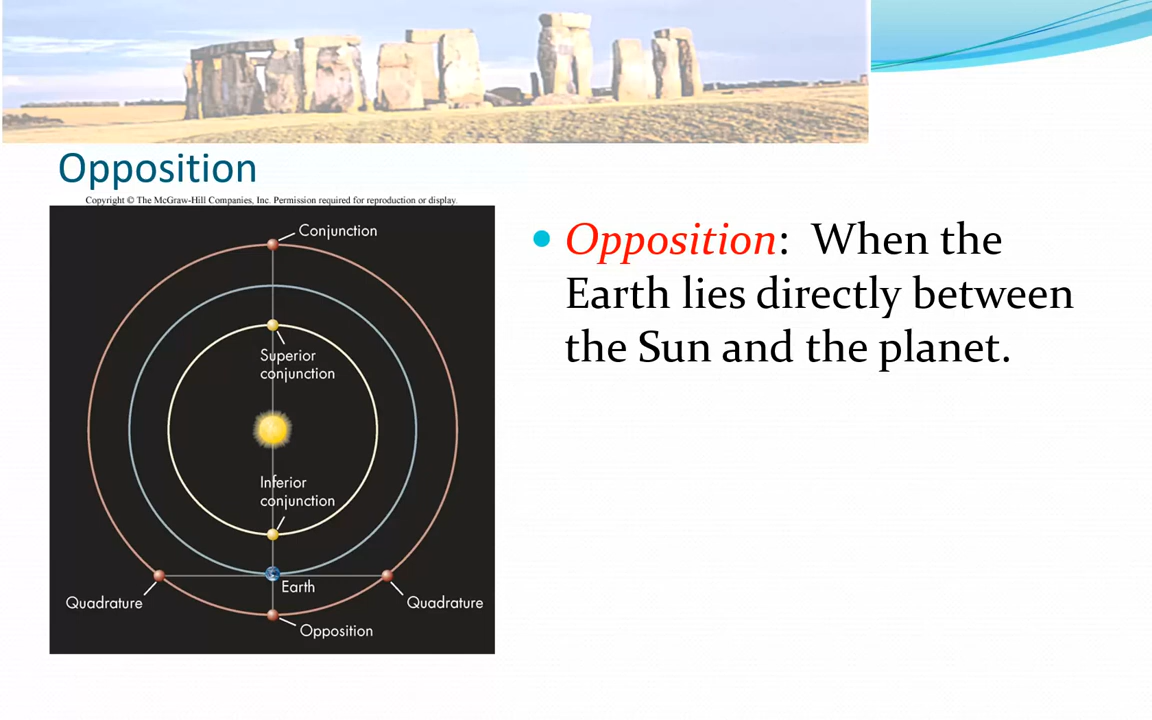 Opposition
Copyright © The McGraw-Hill Companies, Inc. Permission required for reproduction or display.
Conjunction
Superior
conjunction
Inferior
conjunction
Earth
Quadrature
Quadrature
Opposition
• Opposition:  When the
Earth lies directly between
the Sun and the planet.